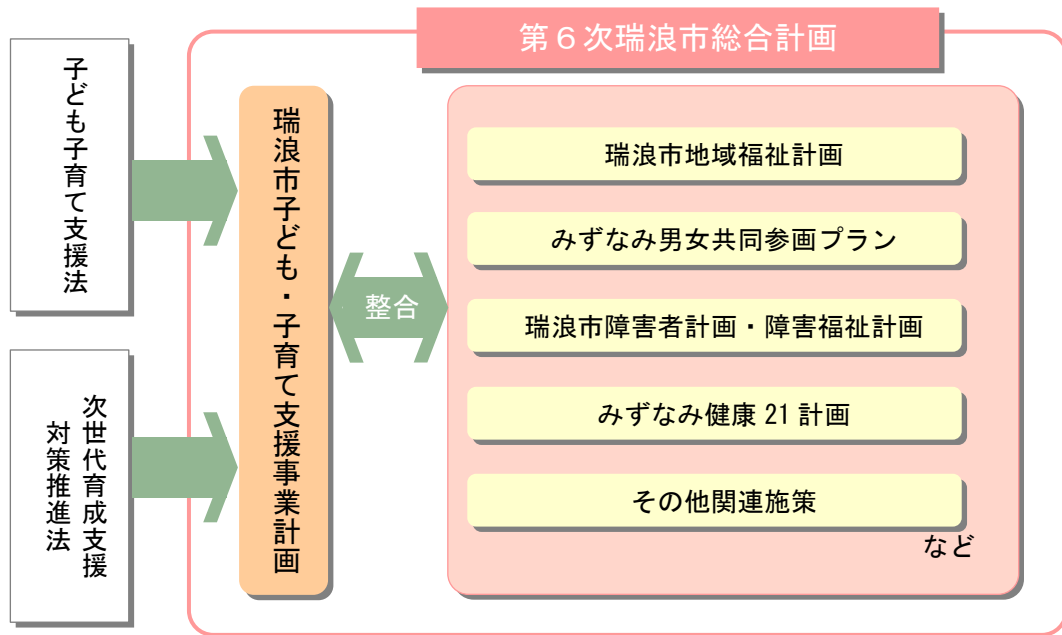 第６次瑞浪市総合計画
子ども子育て支援法
次世代育成支援
対策推進法
瑞浪市子ども・子育て支援事業計画
整合
瑞浪市地域福祉計画
みずなみ男女共同参画プラン
瑞浪市障害者計画・障害福祉計画
みずなみ健康 21 計画
その他関連施策
など